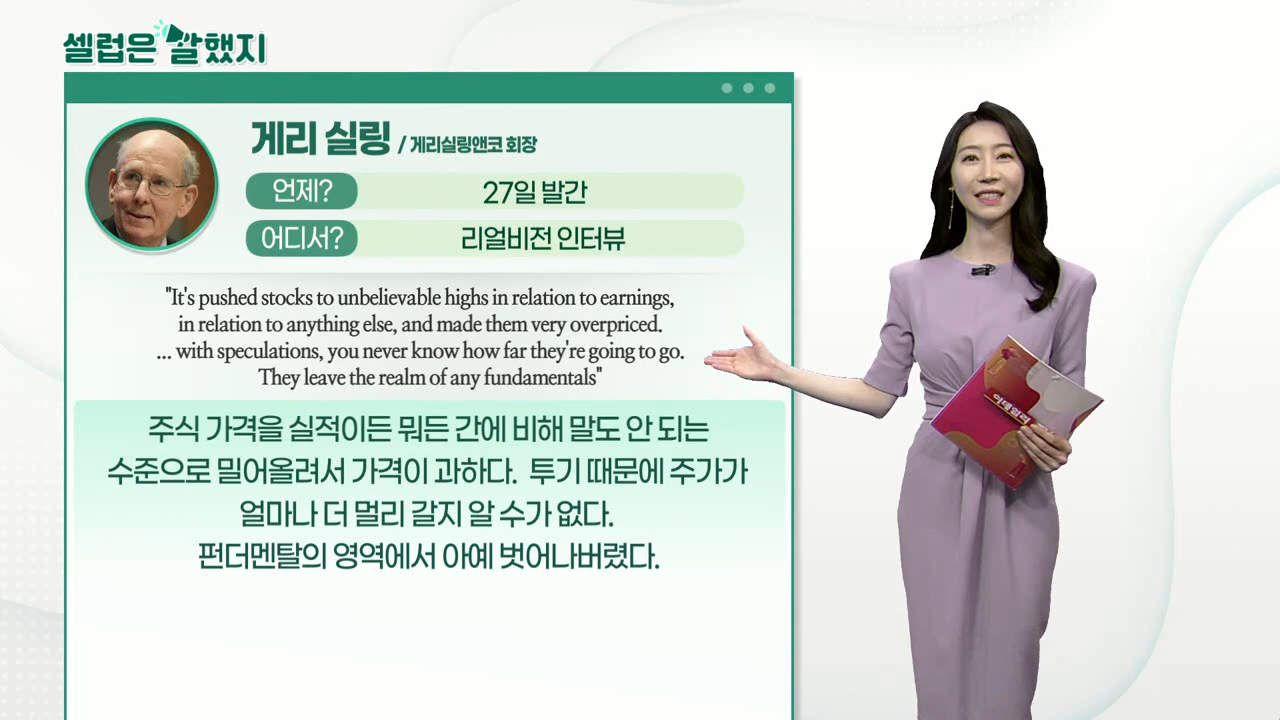 셀럽은 말했지
게리 실링 / 게리실링앤코 회장
언제? 27일 발간
어디서? 리얼비전 인터뷰
"It's pushed stocks to unbelievable highs in relation to earnings,
in relation to anything else, and made them very overpriced.
... with speculations, you never know how far they're going to go.
They leave the realm of any fundamentals"
주식 가격을 실적이든 뭐든 간에 비해 말도 안 되는
수준으로 밀어올려서 가격이 과하다. 투기 때문에 주가가
얼마나 더 멀리 갈지 알 수가 없다.
펀더멘탈의 영역에서 아예 벗어나버렸다.
이데일리